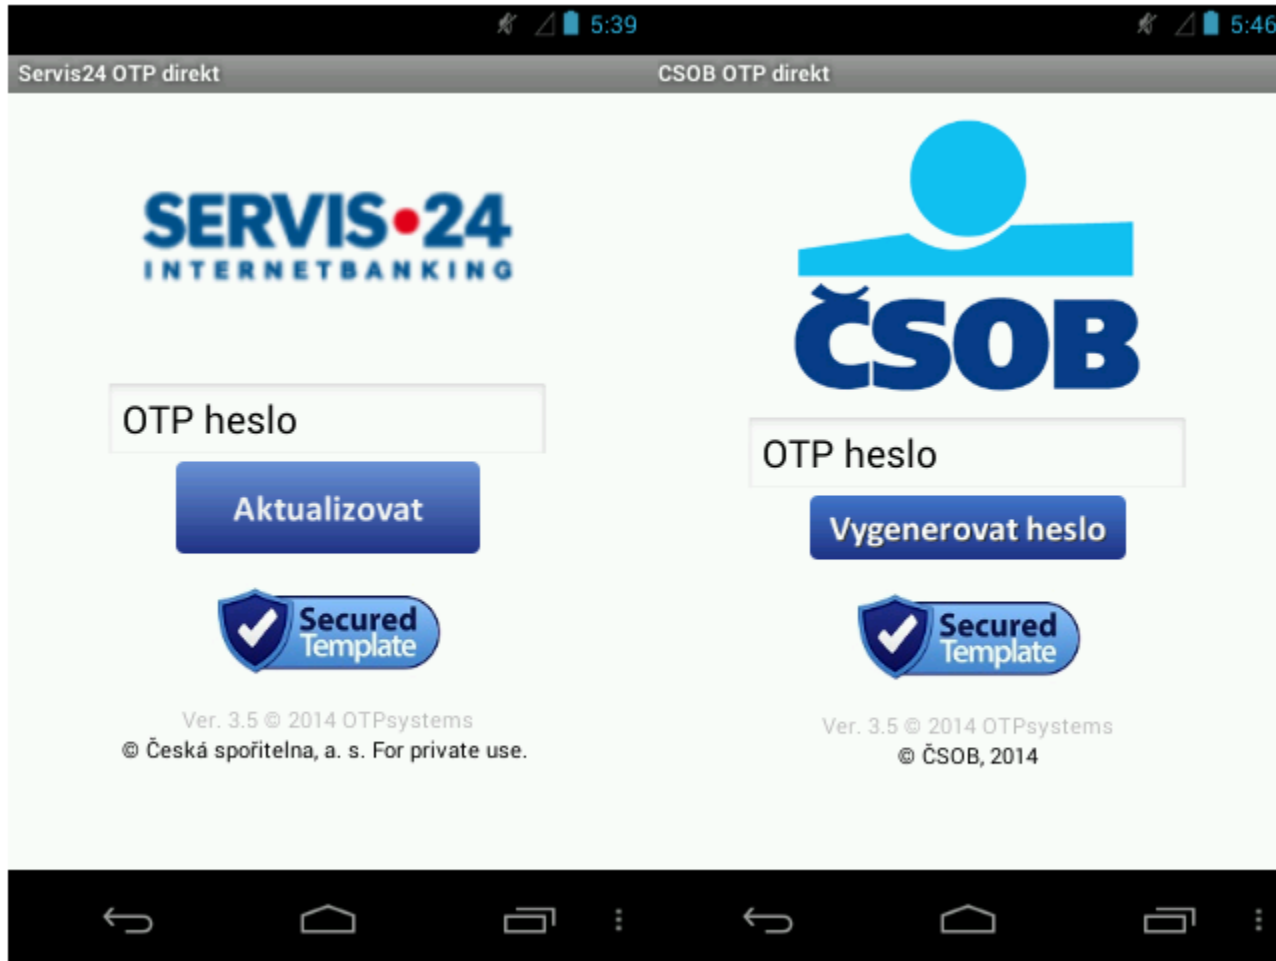 5:39
Servis24 OTP direkt
SERVIS•24
INTERNETBANKING
OTP heslo
Aktualizovat
Secured
Template
Ver. 3.5 © 2014 OTPsystems
© Česká spořitelna, a. s. For private use.
5:46
CSOB OTP direkt
ČSOB
OTP heslo
Vygenerovat heslo
Secured
Template
Ver. 3.5 © 2014 OTPsystems
© ČSOB, 2014